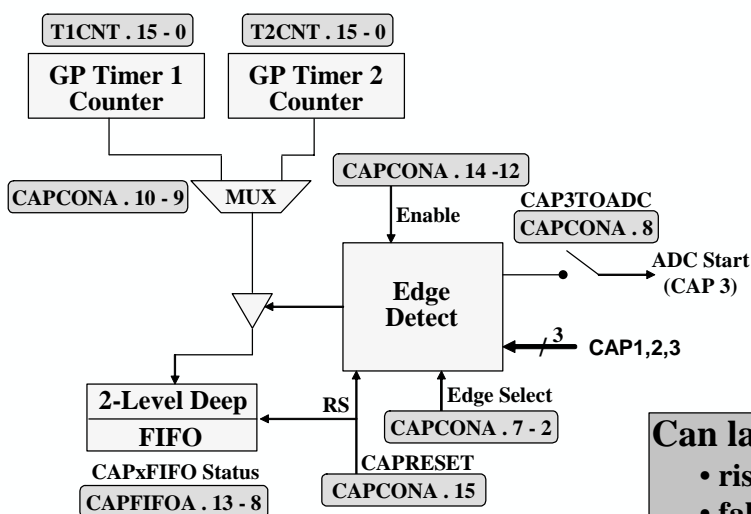 T1CNT . 15 - 0
T2CNT . 15 - 0
GP Timer 1
Counter
GP Timer 2
Counter
CAPCONA . 10 - 9
MUX
CAPCONA . 14 -12
Enable
CAP3TOADC
CAPCONA . 8
ADC Start
(CAP 3)
Edge
Detect
3
CAP1,2,3
2-Level Deep
FIFO
RS
Edge Select
CAPCONA . 7 - 2
CAPxFIFO Status
CAPFIFOA . 13 - 8
CAPRESET
CAPCONA . 15
Can la
• ris